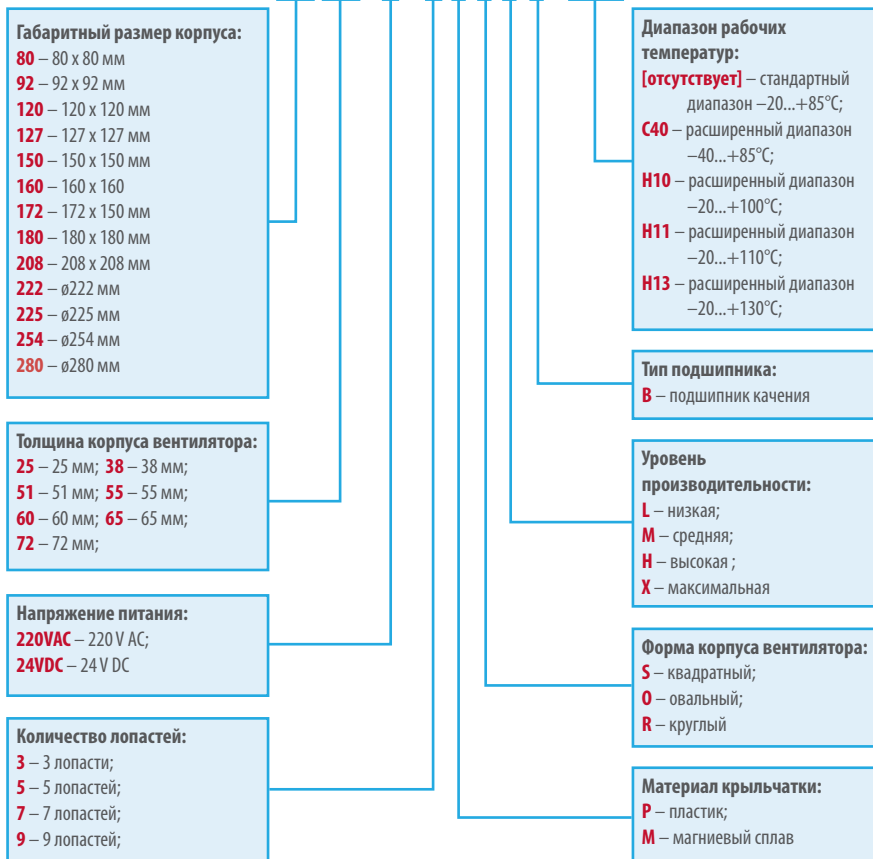 Габаритный размер корпуса:
80 – 80 x 80 мм
92 – 92 x 92 мм
120 – 120 x 120 мм
127 – 127 x 127 мм
150 – 150 x 150 мм
160 – 160 x 160
172 – 172 x 150 мм
180 – 180 x 180 мм
208 – 208 x 208 мм
222 – ø222 мм
225 – ø225 мм
254 – ø254 мм
280 – ø280 мм
Толщина корпуса вентилятора:
25 – 25 мм; 38 – 38 мм;
51 – 51 мм; 55 – 55 мм;
60 – 60 мм; 65 – 65 мм;
72 – 72 мм;
Напряжение питания:
220VAC – 220 V AC;
24VDC – 24 V DC
Количество лопастей:
3 – 3 лопасти;
5 – 5 лопастей;
7 – 7 лопастей;
9 – 9 лопастей;
Диапазон рабочих
температур:
[отсутствует] – стандартный
диапазон –20...+85°C;
C40 – расширенный диапазон
–40...+85°C;
H10 – расширенный диапазон
–20...+100°C;
H11 – расширенный диапазон
–20...+110°C;
H13 – расширенный диапазон
–20...+130°C;
Тип подшипника:
B – подшипник качения
Уровень
производительности:
L – низкая;
M – средняя;
H – высокая ;
X – максимальная
Форма корпуса вентилятора:
S – квадратный;
O – овальный;
R – круглый
Материал крыльчатки:
P – пластик;
M – магниевый сплав